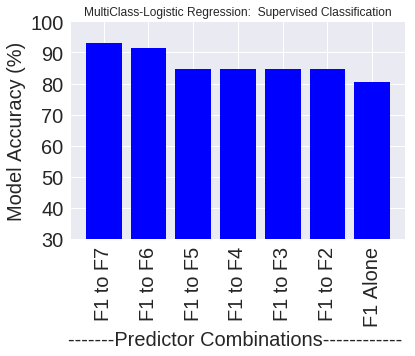 MultiClass-Logistic Regression:  Supervised Classification
Model Accuracy (%)
100
90
80
70
60
50
40
30
F1 to F7
F1 to F6
F1 to F5
F1 to F4
F1 to F3
F1 to F2
F1 Alone
-------Predictor Combinations------------